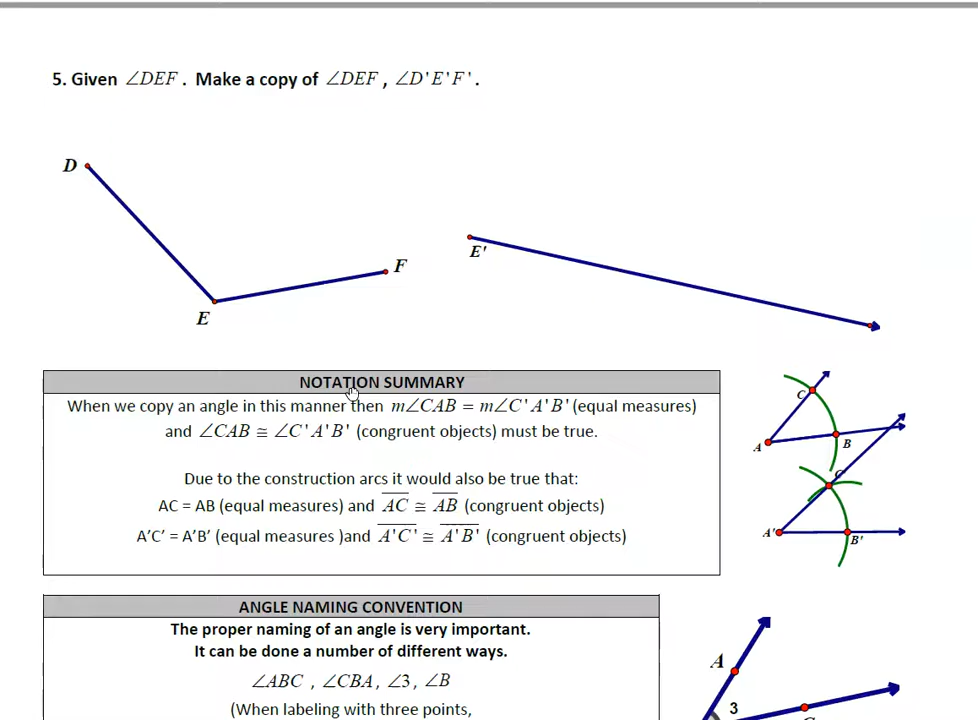 5. Given ∠DEF . Make a copy of ∠DEF , ∠D'E'F' .
D
F
E'
E
NOTATION SUMMARY
When we copy an angle in this manner then m∠CAB = m∠C'A'B' (equal measures)
and ∠CAB ≅ ∠C'A'B' (congruent objects) must be true.
Due to the construction arcs it would also be true that:
AC = AB (equal measures) and A̅C̅ ≅ A̅B̅ (congruent objects)
A’C’ = A’B’ (equal measures )and A̅'̅C̅'̅ ≅ A̅'̅B̅'̅ (congruent objects)
C
A
B
A'
B'
ANGLE NAMING CONVENTION
The proper naming of an angle is very important.
It can be done a number of different ways.
∠ABC , ∠CBA, ∠3, ∠B
(When labeling with three points,
A
3